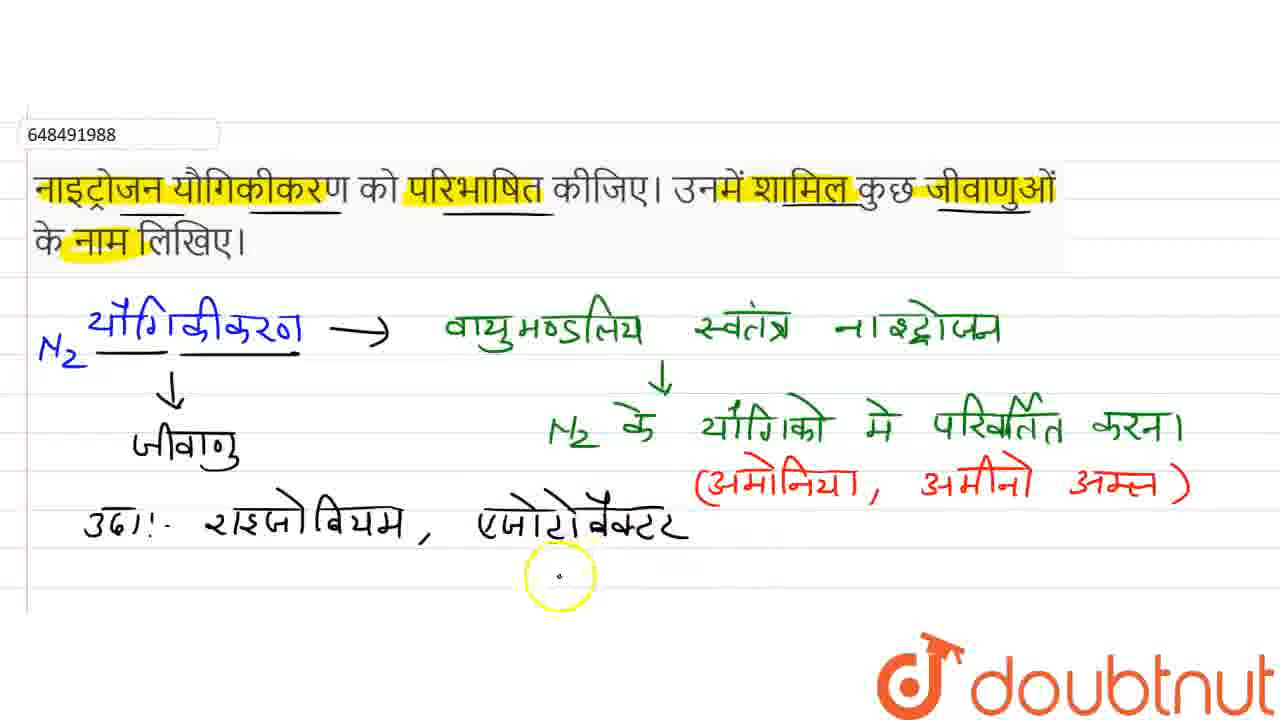 648491988
नाइट्रोजन यौगिकीकरण को परिभाषित कीजिए। उनमें शामिल कुछ जीवाणुओं
के नाम लिखिए।
N2 यौगिकीकरण → वायुमण्डलिय स्वतंत्र नाइट्रोजन
↓ ↓
जीवाणु N2 के यौगिको मे परिवर्तित करना।
(अमोनिया, अमीनो अम्ल)
उदा:- राइजोबियम, एजोटोबैक्टर
doubtnut